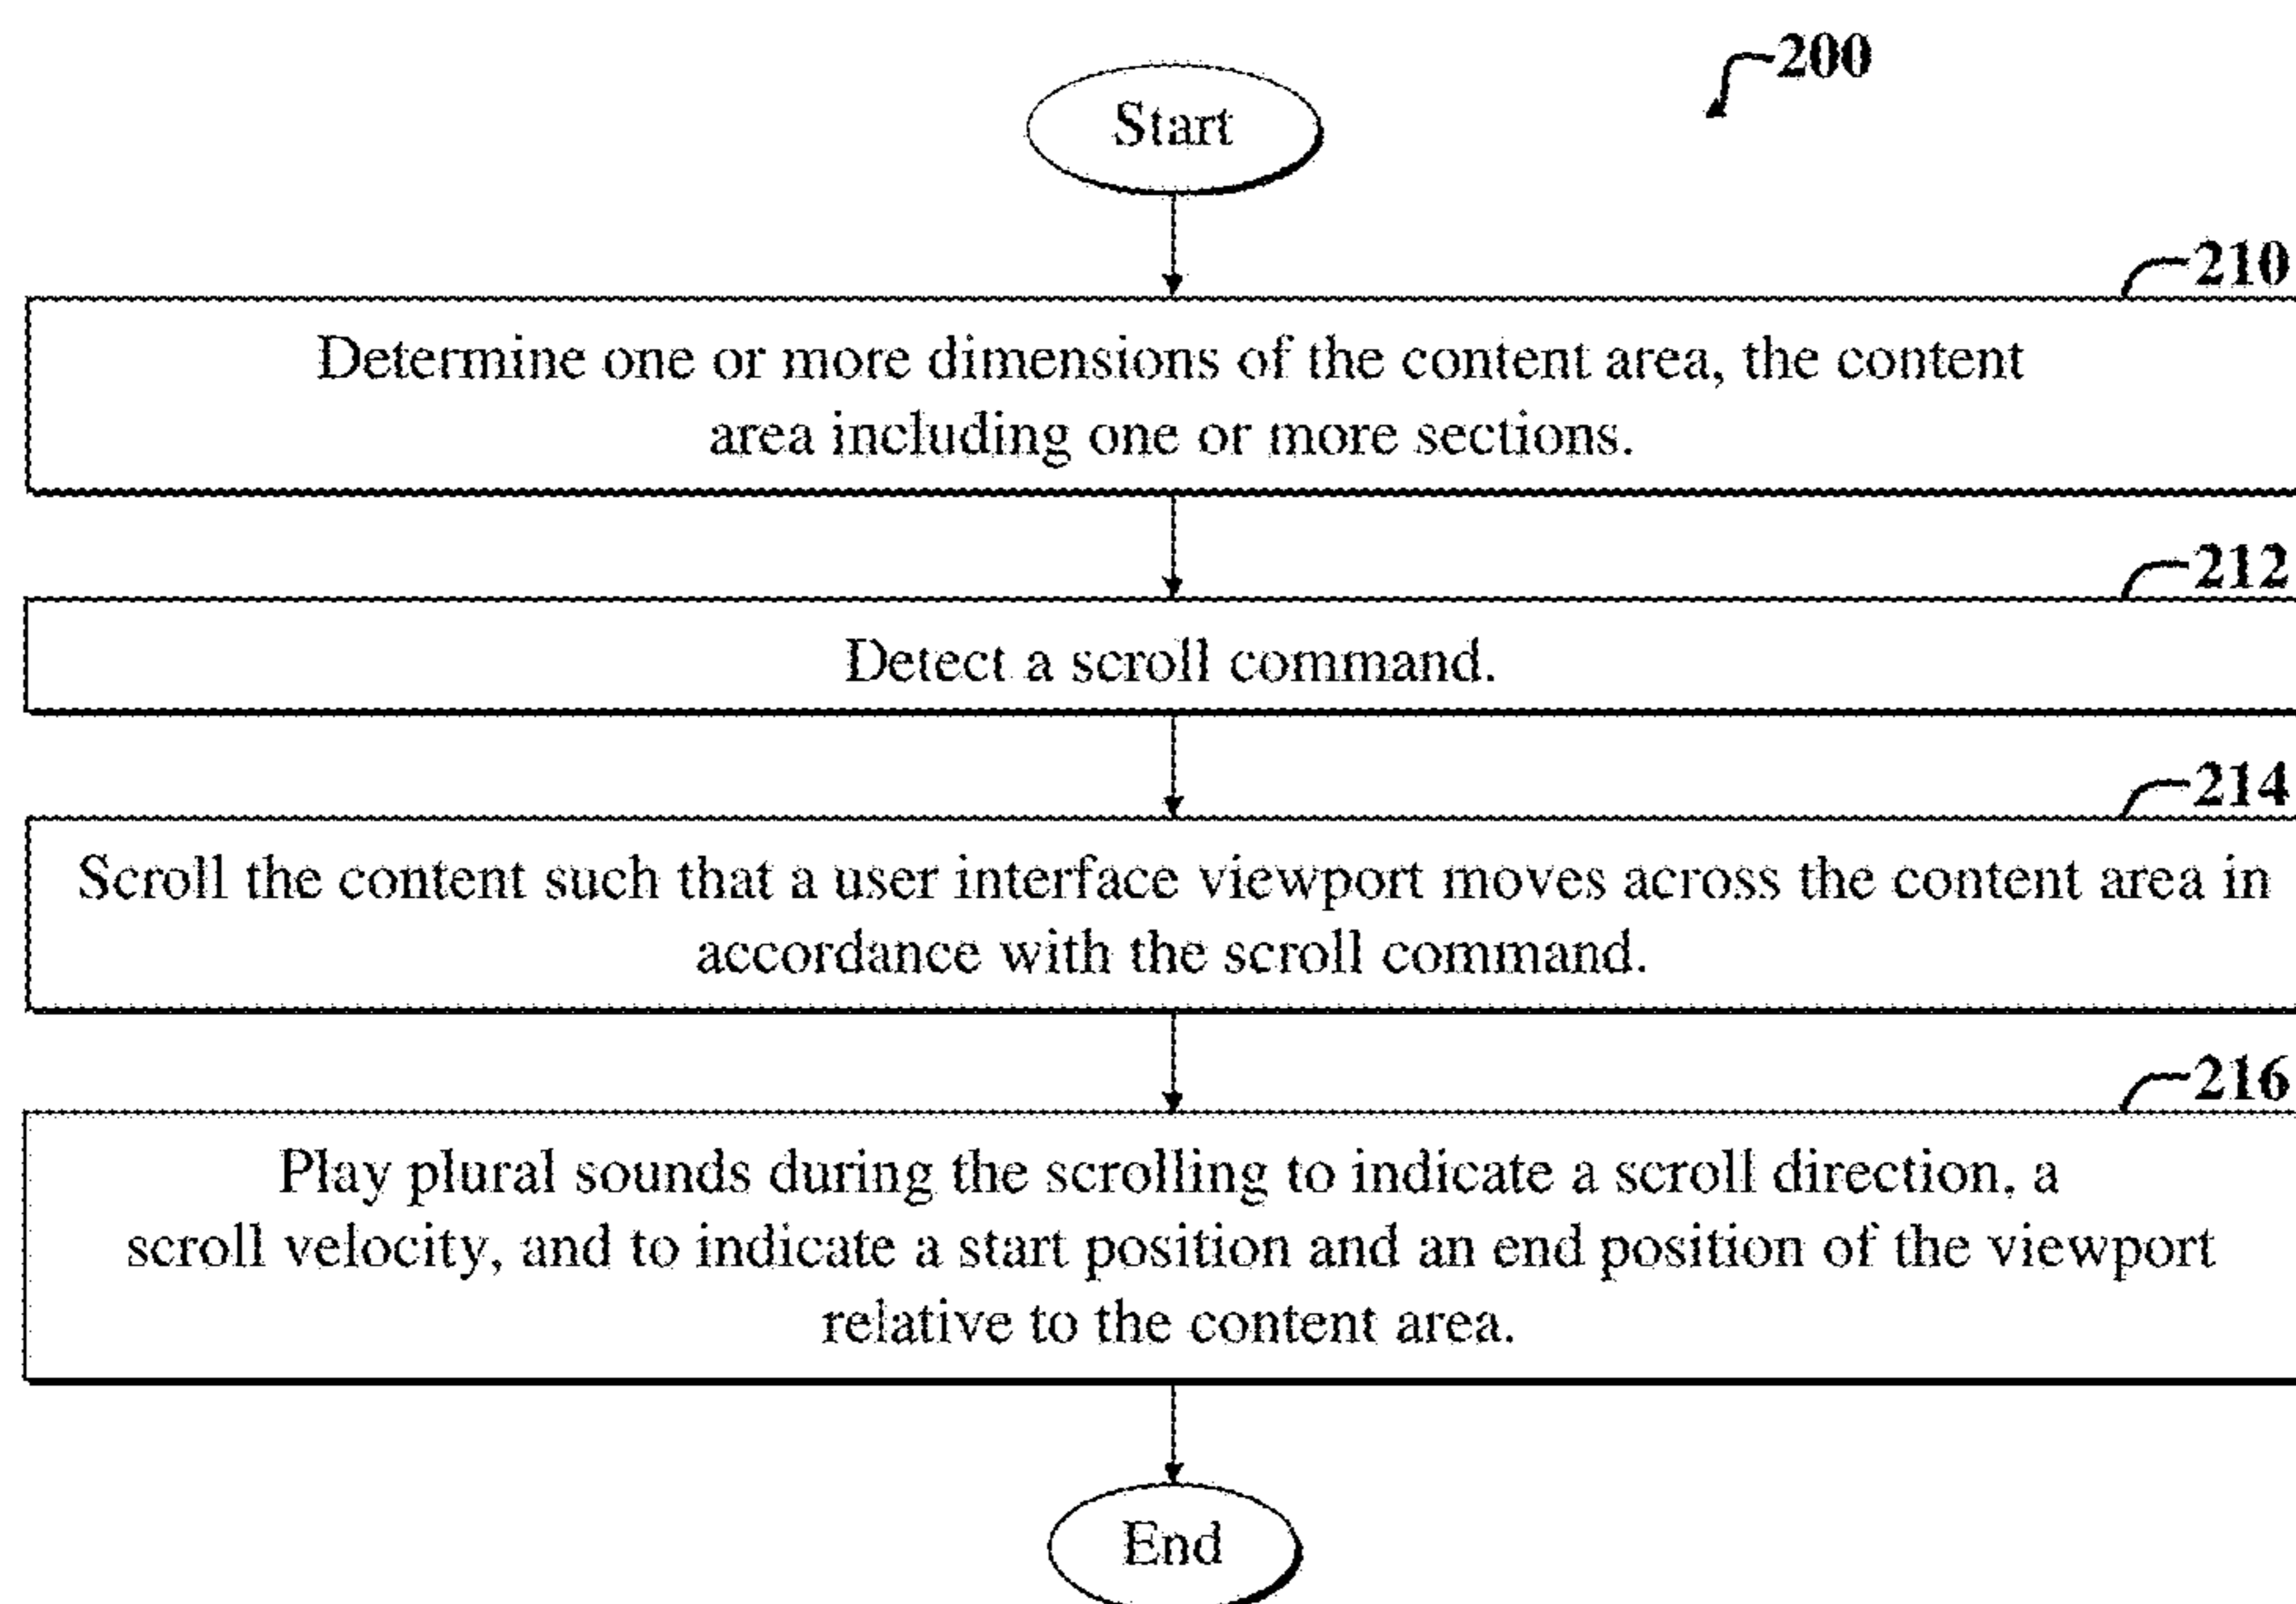 200
Start
210
Determine one or more dimensions of the content area, the content
area including one or more sections.
212
Detect a scroll command.
214
Scroll the content such that a user interface viewport moves across the content area in
accordance with the scroll command.
216
Play plural sounds during the scrolling to indicate a scroll direction, a
scroll velocity, and to indicate a start position and an end position of the viewport
relative to the content area.
End